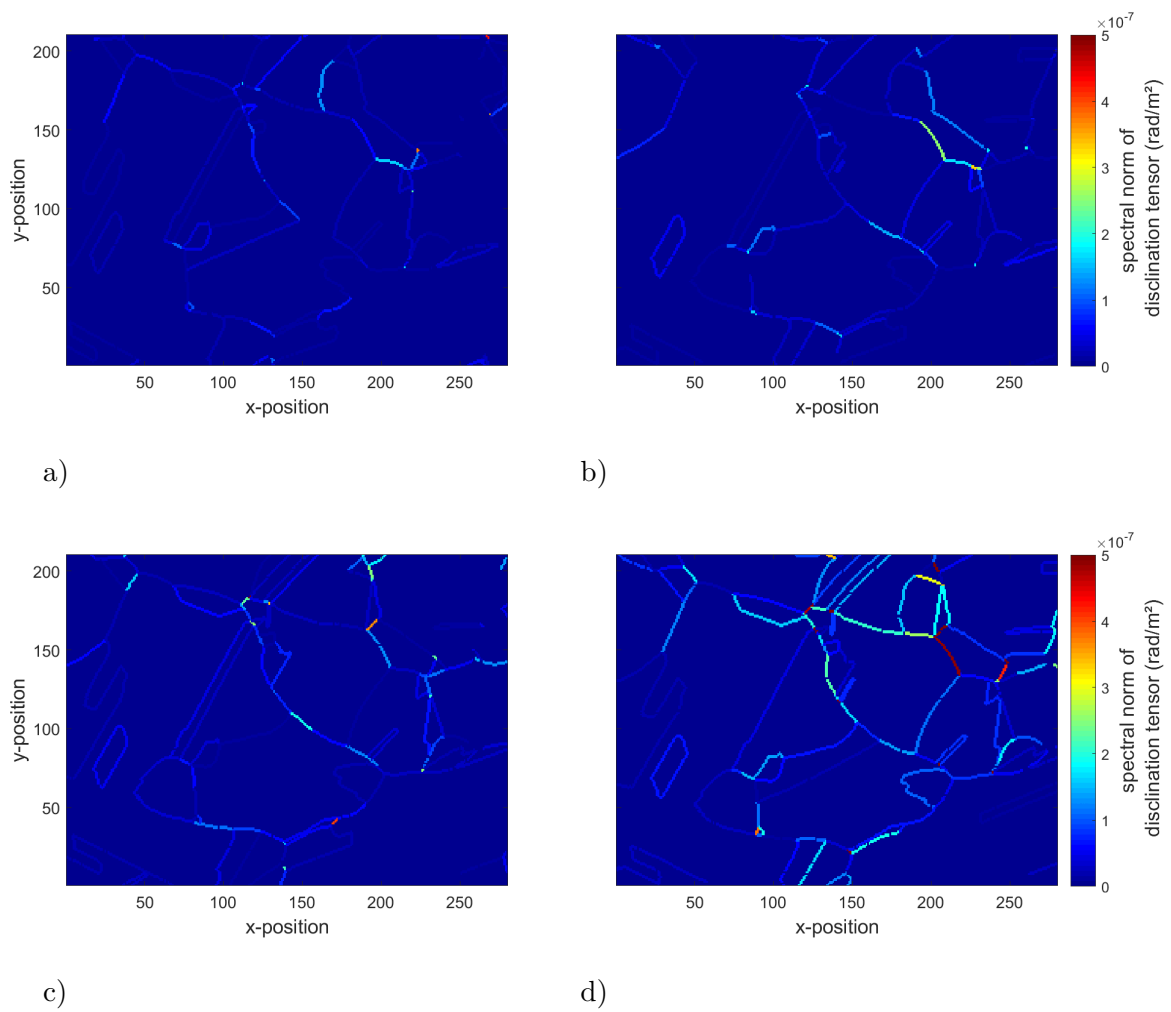 ×10⁻⁷
200
150
100
50
y-position
50 100 150 200 250
x-position
50 100 150 200 250
x-position
5
4
3
2
1
0
spectral norm of
disclination tensor (rad/m²)
a)
b)
×10⁻⁷
200
150
100
50
y-position
50 100 150 200 250
x-position
50 100 150 200 250
x-position
5
4
3
2
1
0
spectral norm of
disclination tensor (rad/m²)
c)
d)